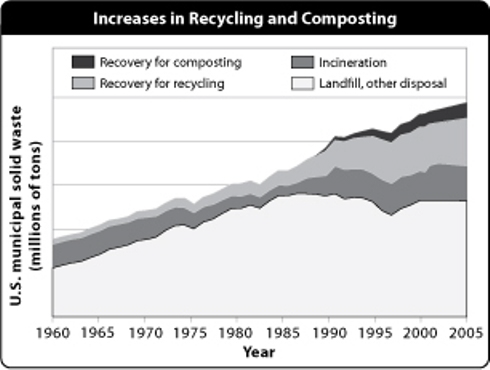 Increases in Recycling and Composting
Recovery for composting
Incineration
Recovery for recycling
Landfill, other disposal
U.S. municipal solid waste
(millions of tons)
1960 1965 1970 1975 1980 1985 1990 1995 2000 2005
Year